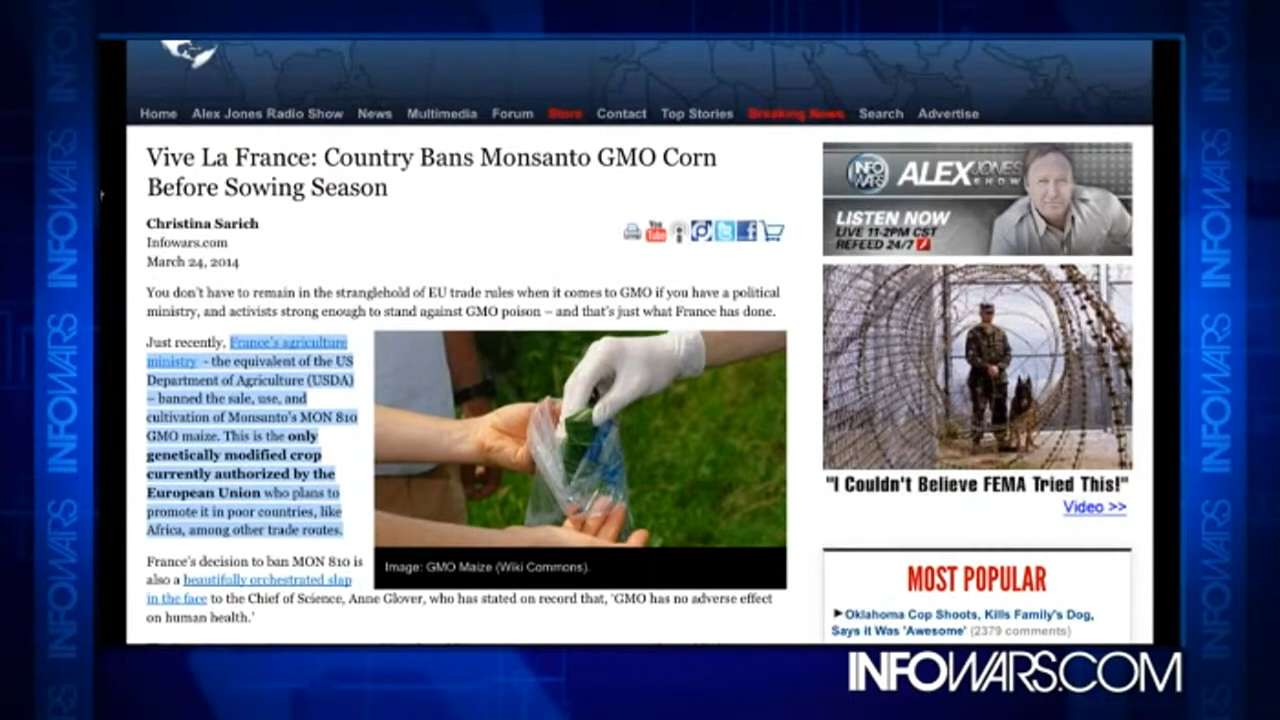 Home Alex Jones Radio Show News Multimedia Forum Store Contact Top Stories Breaking News Search Advertise
Vive La France: Country Bans Monsanto GMO Corn
Before Sowing Season
Christina Sarich
Infowars.com
March 24, 2014
You Tube
You don't have to remain in the stranglehold of EU trade rules when it comes to GMO if you have a political
ministry, and activists strong enough to stand against GMO poison – and that's just what France has done.
Just recently, France's agriculture
ministry - the equivalent of the US
Department of Agriculture (USDA)
– banned the sale, use, and
cultivation of Monsanto's MON 810
GMO maize. This is the only
genetically modified crop
currently authorized by the
European Union who plans to
promote it in poor countries, like
Africa, among other trade routes.
Image: GMO Maize (Wiki Commons).
France's decision to ban MON 810 is
also a beautifully orchestrated slap
in the face to the Chief of Science, Anne Glover, who has stated on record that, 'GMO has no adverse effect
on human health.'
INFO WARS
ALEX JONES
SHOW
LISTEN NOW
LIVE 11-2PM CST
REFEED 24/7
"I Couldn't Believe FEMA Tried This!"
Video >>
MOST POPULAR
Oklahoma Cop Shoots, Kills Family's Dog,
Says it Was 'Awesome' (2379 comments)
INFOWARS.COM
INFOWARS
INFOWARS
INFOWARS
INFOWARS
INFOWARS
INFOWARS